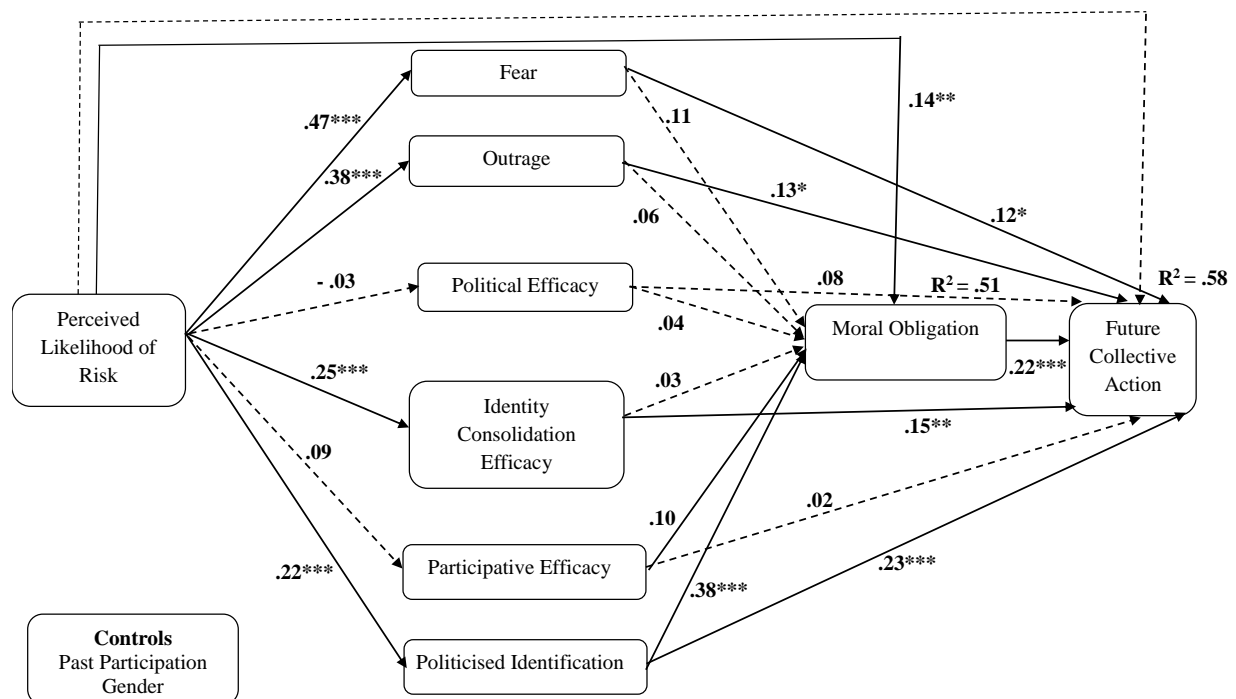 Fear
.14**
.11
.47***
Outrage
.38***
.13*
.12*
.06
- .03
Political Efficacy
.08
R² = .51
R² = .58
.04
Perceived
Likelihood of
Risk
Moral Obligation
Future
Collective
Action
.22***
.25***
.03
Identity
Consolidation
Efficacy
.15**
.09
.02
.10
Participative Efficacy
.22***
.38***
.23***
Politicised Identification
Controls
Past Participation
Gender